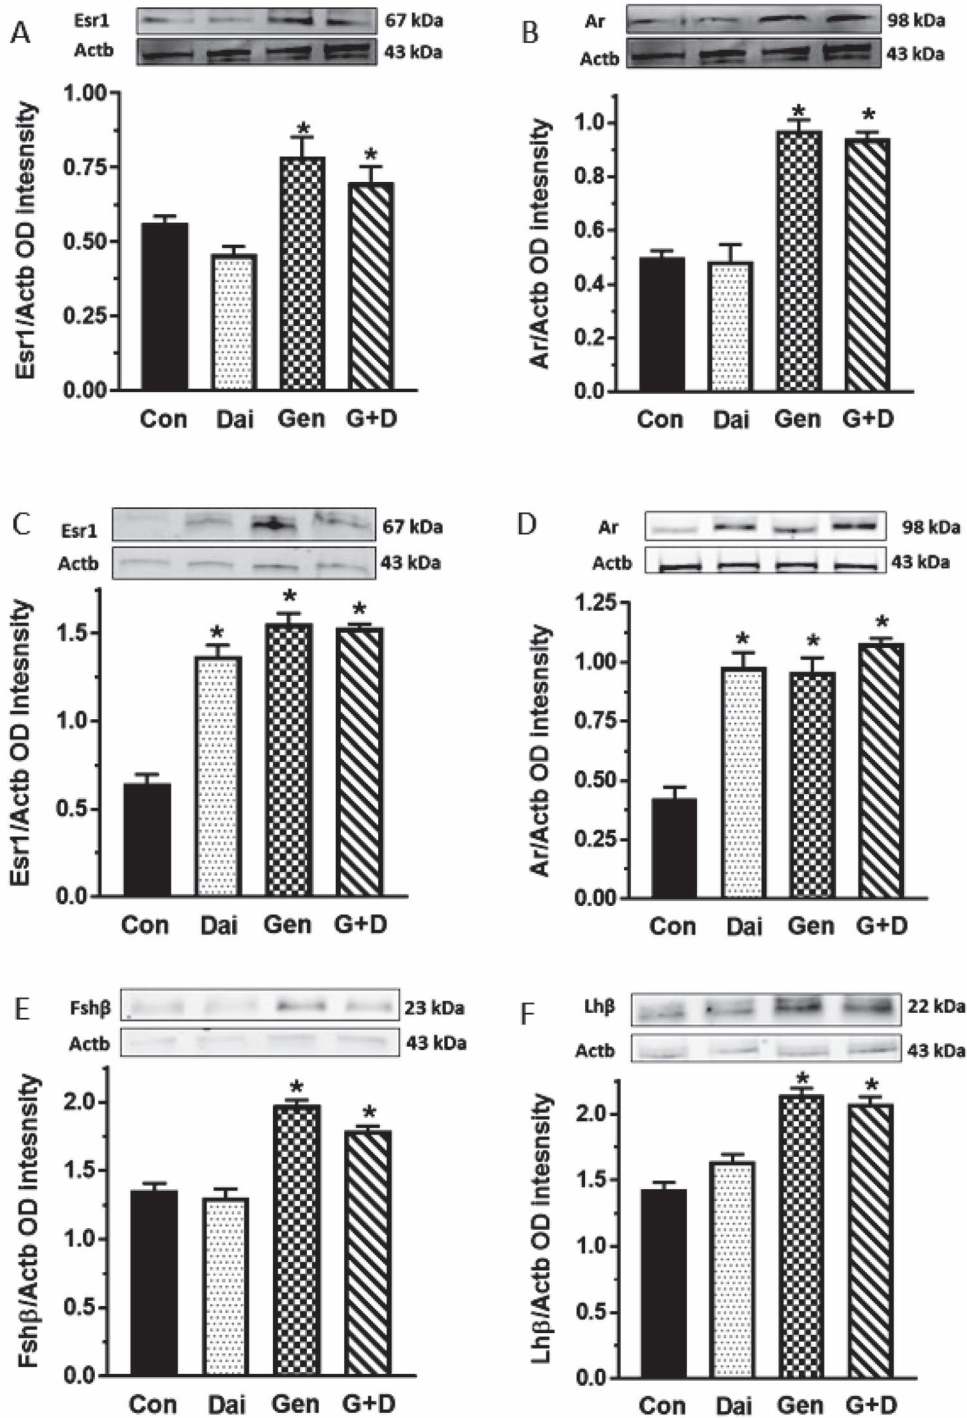 A
Esr1 67 kDa
Actb 43 kDa
Esr1/Actb OD intesnsity
1.00
0.75
0.50
0.25
0.00
* *
Con Dai Gen G+D
B
Ar 98 kDa
Actb 43 kDa
Ar/Actb OD intesnsity
1.0
0.8
0.6
0.4
0.2
0.0
* *
Con Dai Gen G+D
C
Esr1 67 kDa
Actb 43 kDa
Esr1/Actb OD Intesnsity
1.5
1.0
0.5
0.0
* * *
Con Dai Gen G+D
D
Ar 98 kDa
Actb 43 kDa
Ar/Actb OD intesnsity
1.25
1.00
0.75
0.50
0.25
0.00
* * *
Con Dai Gen G+D
E
Fshβ 23 kDa
Actb 43 kDa
Fshβ/Actb OD Intesnsity
2.0
1.5
1.0
0.5
0.0
* *
Con Dai Gen G+D
F
Lhβ 22 kDa
Actb 43 kDa
Lhβ/Actb OD intesnsity
2.0
1.5
1.0
0.5
0.0
* *
Con Dai Gen G+D